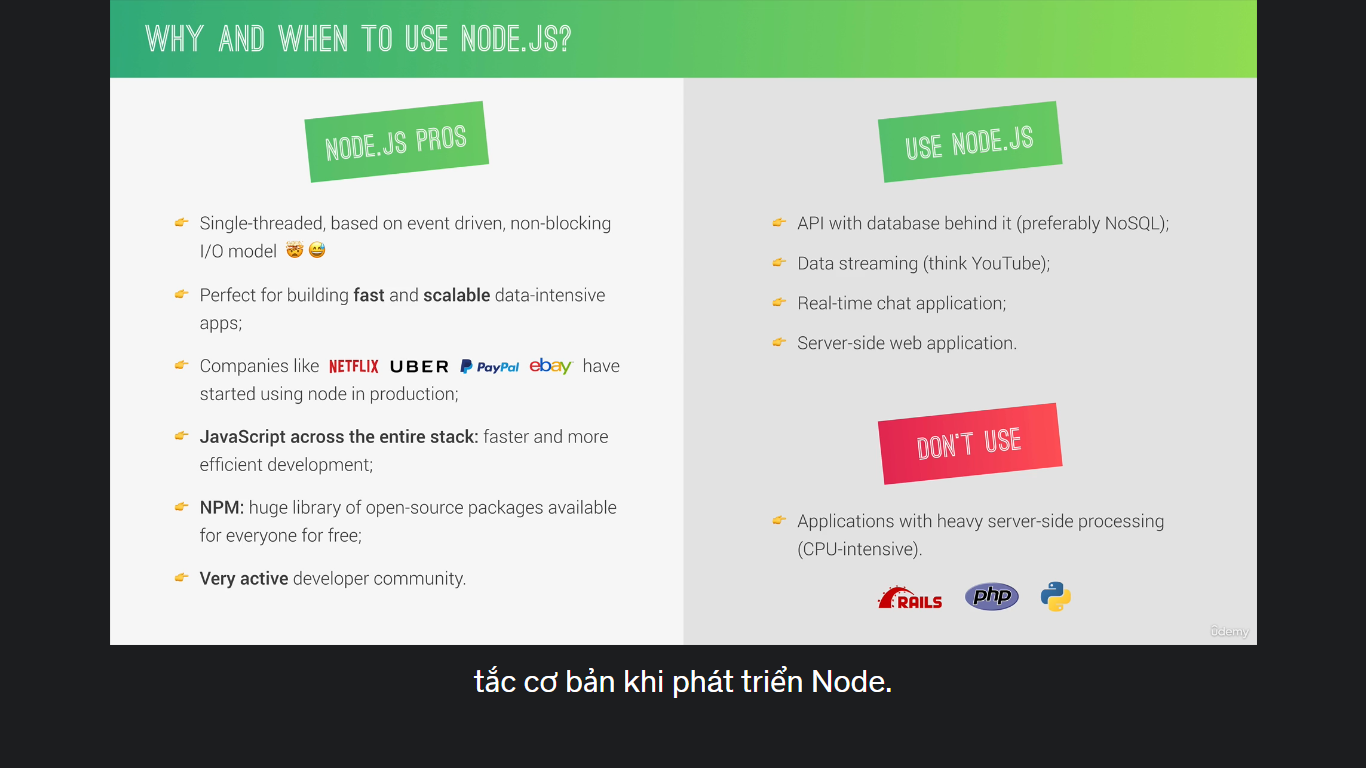 WHY AND WHEN TO USE NODE.JS?
NODE.JS PROS
Single-threaded, based on event driven, non-blocking
I/O model 🤯 😅
Perfect for building fast and scalable data-intensive
apps;
Companies like NETFLIX UBER PayPal ebay have
started using node in production;
JavaScript across the entire stack: faster and more
efficient development;
NPM: huge library of open-source packages available
for everyone for free;
Very active developer community.
USE NODE.JS
API with database behind it (preferably NoSQL);
Data streaming (think YouTube);
Real-time chat application;
Server-side web application.
DON'T USE
Applications with heavy server-side processing
(CPU-intensive).
RAILS php
ûdemy
tắc cơ bản khi phát triển Node.